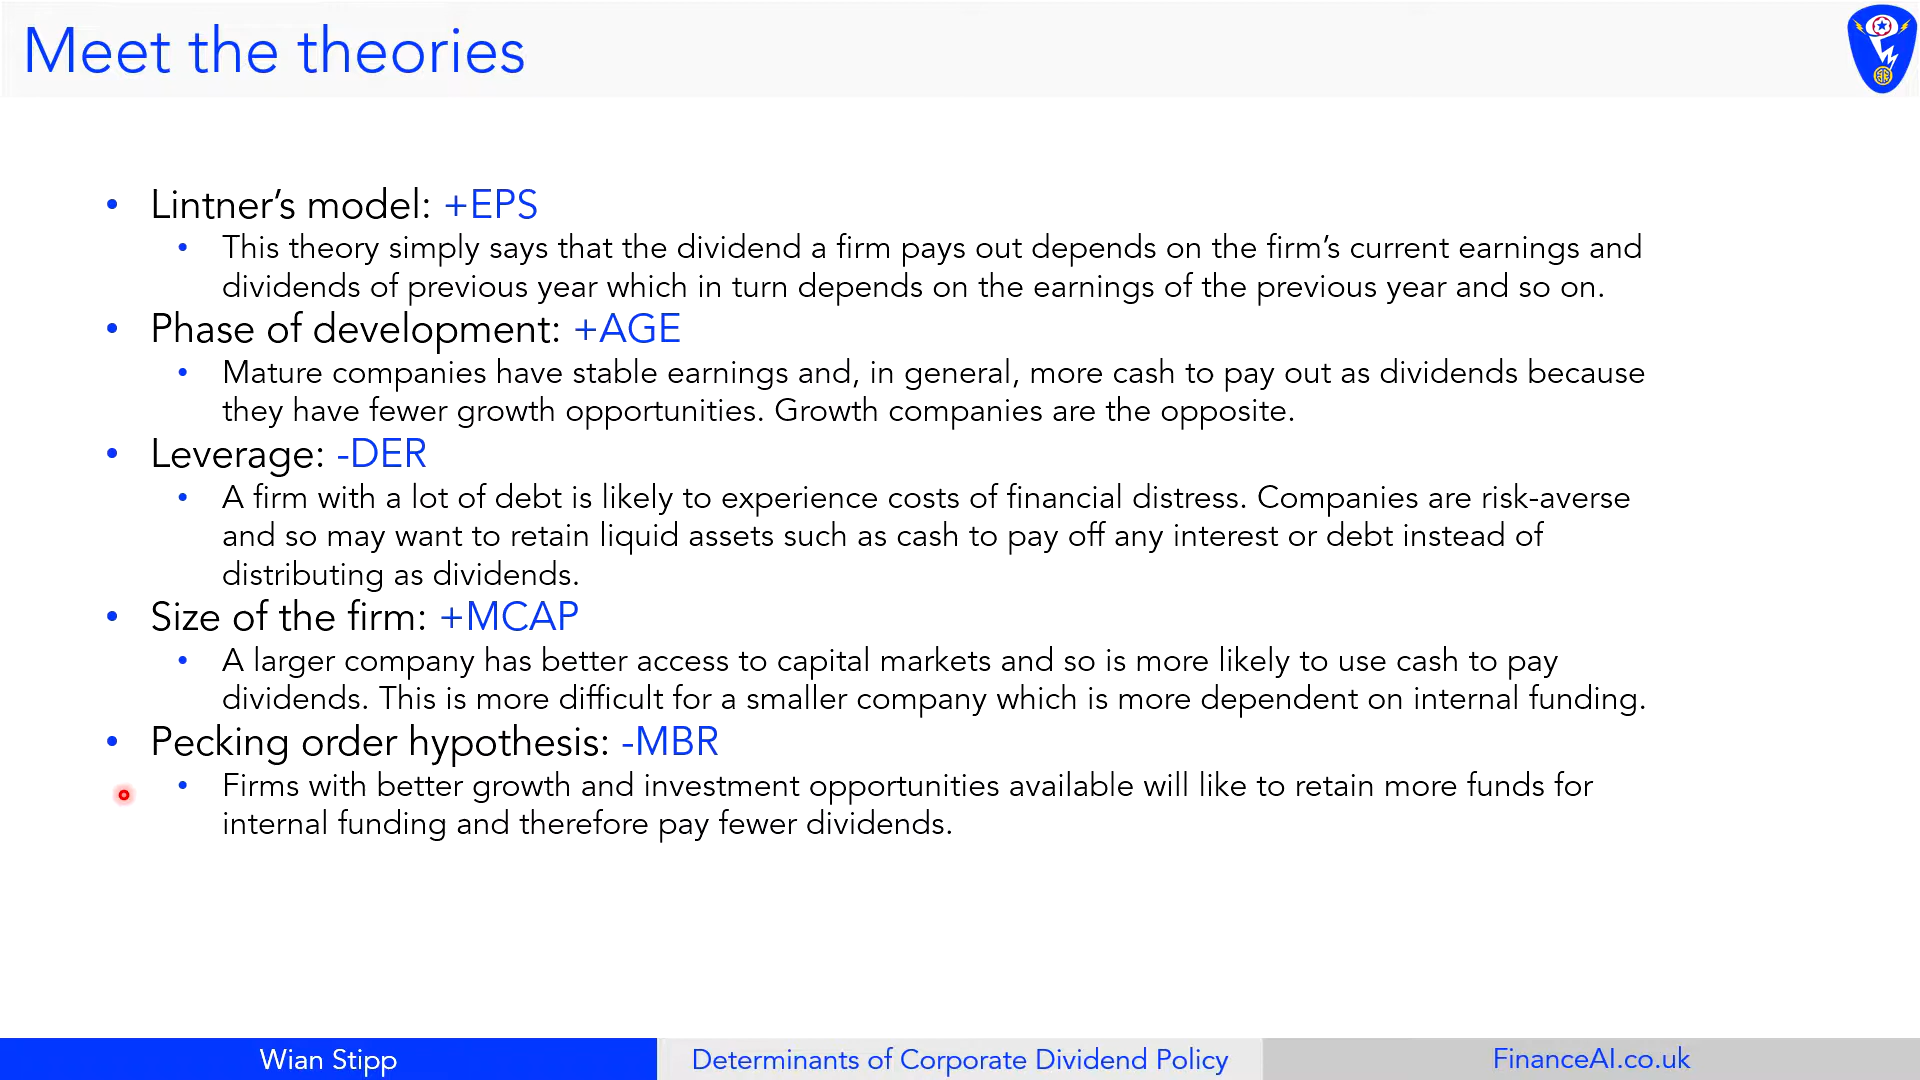 Meet the theories
• Lintner’s model: +EPS
• This theory simply says that the dividend a firm pays out depends on the firm’s current earnings and
dividends of previous year which in turn depends on the earnings of the previous year and so on.
• Phase of development: +AGE
• Mature companies have stable earnings and, in general, more cash to pay out as dividends because
they have fewer growth opportunities. Growth companies are the opposite.
• Leverage: -DER
• A firm with a lot of debt is likely to experience costs of financial distress. Companies are risk-averse
and so may want to retain liquid assets such as cash to pay off any interest or debt instead of
distributing as dividends.
• Size of the firm: +MCAP
• A larger company has better access to capital markets and so is more likely to use cash to pay
dividends. This is more difficult for a smaller company which is more dependent on internal funding.
• Pecking order hypothesis: -MBR
• Firms with better growth and investment opportunities available will like to retain more funds for
internal funding and therefore pay fewer dividends.
Wian Stipp
Determinants of Corporate Dividend Policy
FinanceAI.co.uk